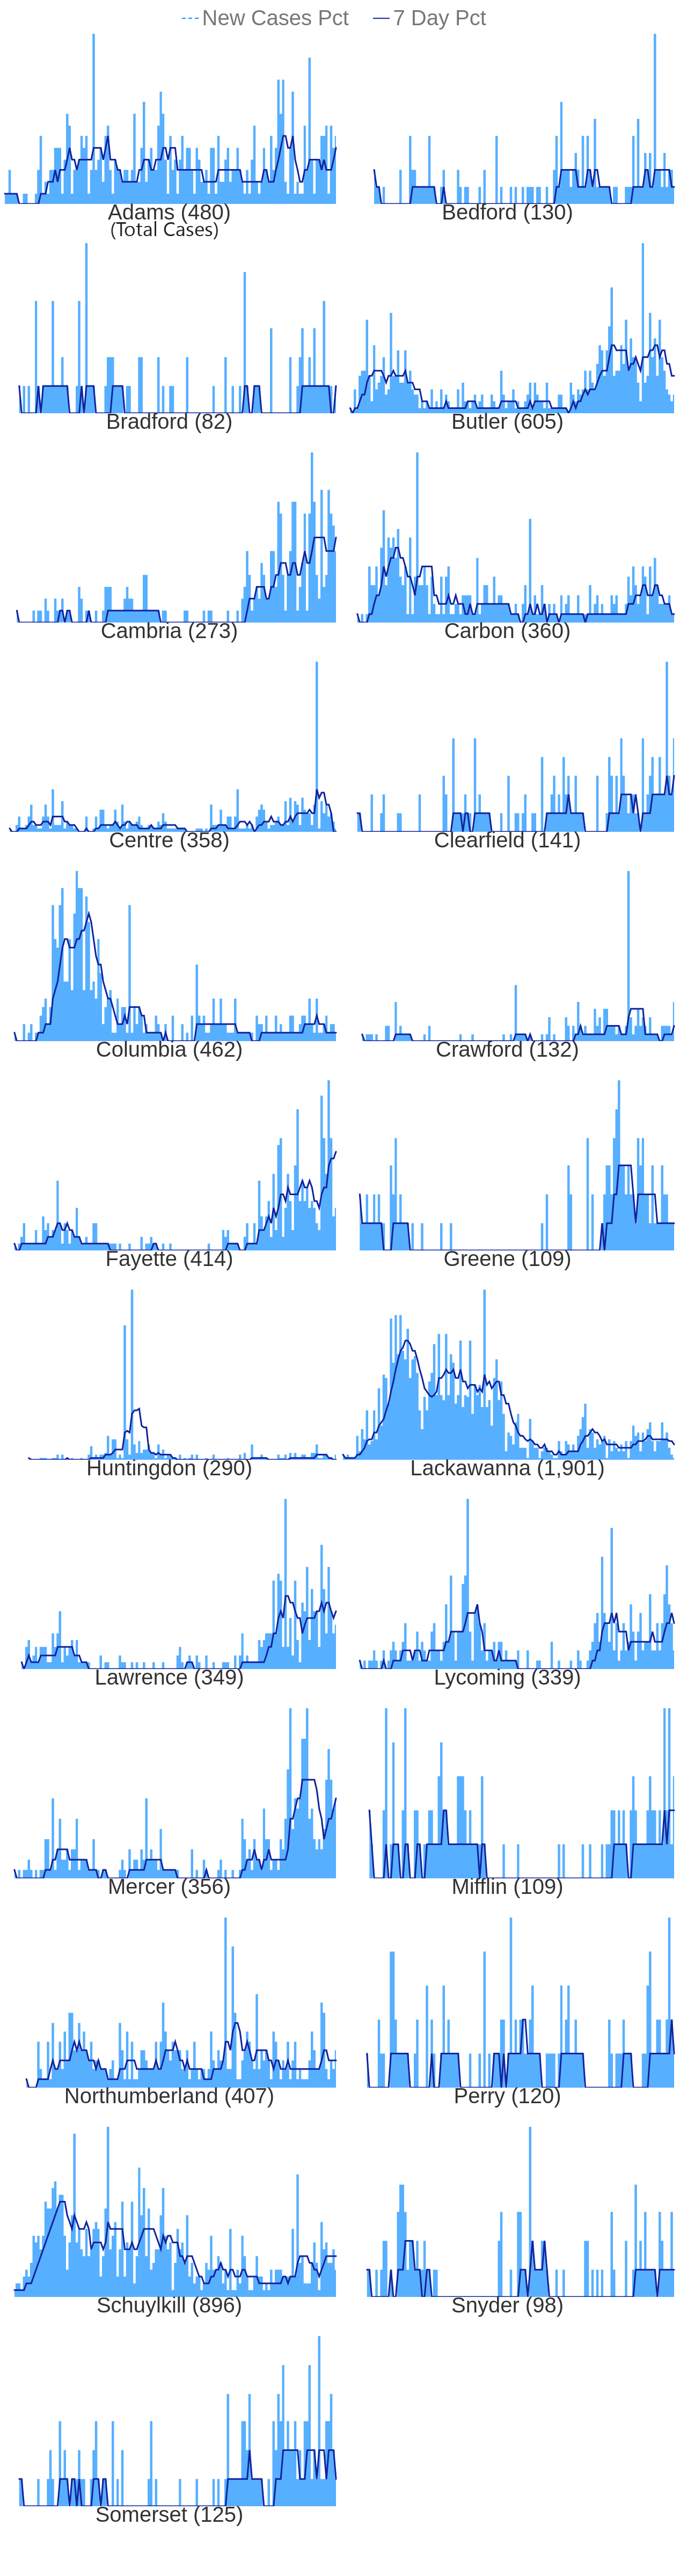 New Cases Pct 7 Day Pct
Adams (480) Bedford (130)
(Total Cases)
Bradford (82) Butler (605)
Cambria (273) Carbon (360)
Centre (358) Clearfield (141)
Columbia (462) Crawford (132)
Fayette (414) Greene (109)
Huntingdon (290) Lackawanna (1,901)
Lawrence (349) Lycoming (339)
Mercer (356) Mifflin (109)
Northumberland (407) Perry (120)
Schuylkill (896) Snyder (98)
Somerset (125)